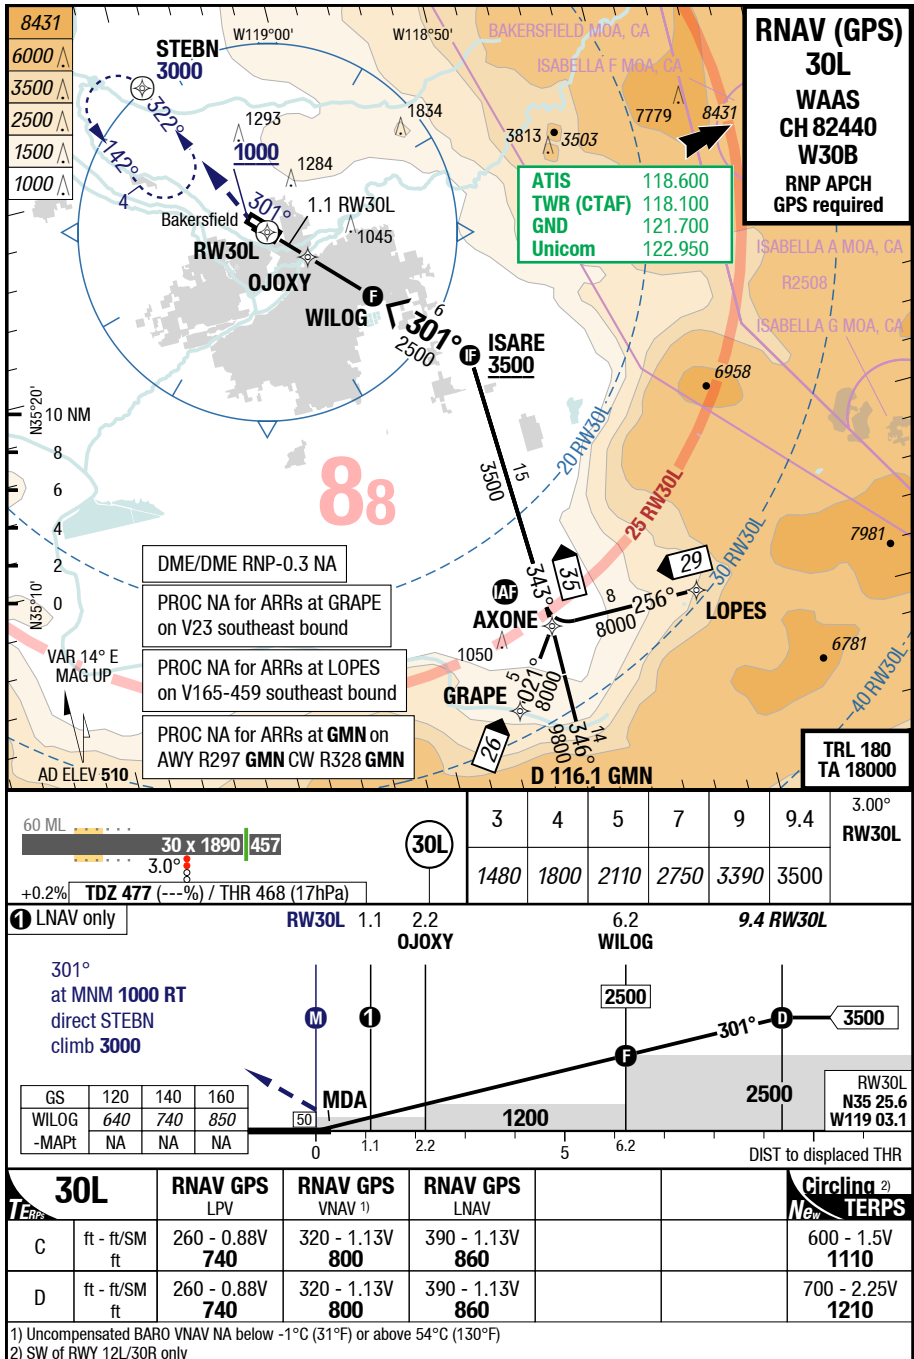 8431
6000
3500
2500
1500
1000
W119°00'
W118°50'
STEBN
3000
322°
142°
4
1293
1000
1284
1834
3813
3503
7779
8431
BAKERSFIELD MOA, CA
ISABELLA F MOA, CA
RNAV (GPS)
30L
WAAS
CH 82440
W30B
RNP APCH
GPS required
ATIS 118.600
TWR (CTAF) 118.100
GND 121.700
Unicom 122.950
ISABELLA A MOA, CA
R2508
ISABELLA G MOA, CA
Bakersfield
301°
1.1 RW30L
1045
RW30L
OJOXY
WILOG
F
6
301°
2500
IF
ISARE
3500
6958
N35°20'
10 NM
8
6
4
2
0
N35°10'
88
15
3500
343°
20 RW30L
25 RW30L
30 RW30L
40 RW30L
7981
6781
35
29
IAF
AXONE
8
256°
8000
LOPES
1050
GRAPE
5
021°
8000
26
14
346°
9800
D 116.1 GMN
DME/DME RNP-0.3 NA
PROC NA for ARRs at GRAPE
on V23 southeast bound
PROC NA for ARRs at LOPES
on V165-459 southeast bound
PROC NA for ARRs at GMN on
AWY R297 GMN CW R328 GMN
VAR 14° E
MAG UP
AD ELEV 510
TRL 180
TA 18000
60 ML
30 x 1890 457
3.0°
+0.2% TDZ 477 (---%) / THR 468 (17hPa)
30L
3 4 5 7 9 9.4 3.00°
RW30L
1480 1800 2110 2750 3390 3500
1 LNAV only
RW30L 1.1 2.2 6.2 9.4 RW30L
OJOXY WILOG
301°
at MNM 1000 RT
direct STEBN
climb 3000
M 1 F D
2500
301°
3500
MDA
50
1200
2500
RW30L
N35 25.6
W119 03.1
GS 120 140 160
WILOG 640 740 850
-MAPt NA NA NA
0 1.1 2.2 5 6.2 DIST to displaced THR
TERPS 30L RNAV GPS RNAV GPS RNAV GPS Circling 2)
LPV VNAV 1) LNAV New TERPS
C ft - ft/SM 260 - 0.88V 320 - 1.13V 390 - 1.13V 600 - 1.5V
ft 740 800 860 1110
D ft - ft/SM 260 - 0.88V 320 - 1.13V 390 - 1.13V 700 - 2.25V
ft 740 800 860 1210
1) Uncompensated BARO VNAV NA below -1°C (31°F) or above 54°C (130°F)
2) SW of RWY 12L/30R only